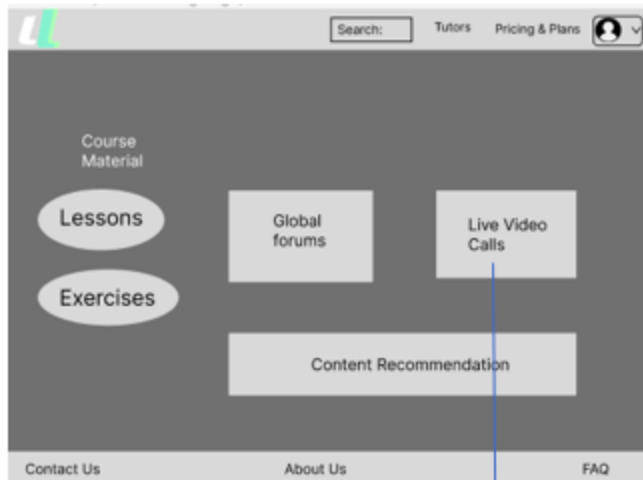 Search:
Tutors
Pricing & Plans
Course
Material
Lessons
Exercises
Global
forums
Live Video
Calls
Content Recommendation
Contact Us
About Us
FAQ